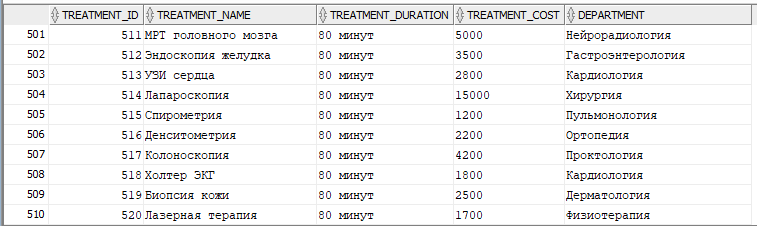 TREATMENT_ID TREATMENT_NAME TREATMENT_DURATION TREATMENT_COST DEPARTMENT
501 511 МРТ головного мозга 80 минут 5000 Нейрорадиология
502 512 Эндоскопия желудка 80 минут 3500 Гастроэнтерология
503 513 УЗИ сердца 80 минут 2800 Кардиология
504 514 Лапароскопия 80 минут 15000 Хирургия
505 515 Спирометрия 80 минут 1200 Пульмонология
506 516 Денситометрия 80 минут 2200 Ортопедия
507 517 Колоноскопия 80 минут 4200 Проктология
508 518 Холтер ЭКГ 80 минут 1800 Кардиология
509 519 Биопсия кожи 80 минут 2500 Дерматология
510 520 Лазерная терапия 80 минут 1700 Физиотерапия